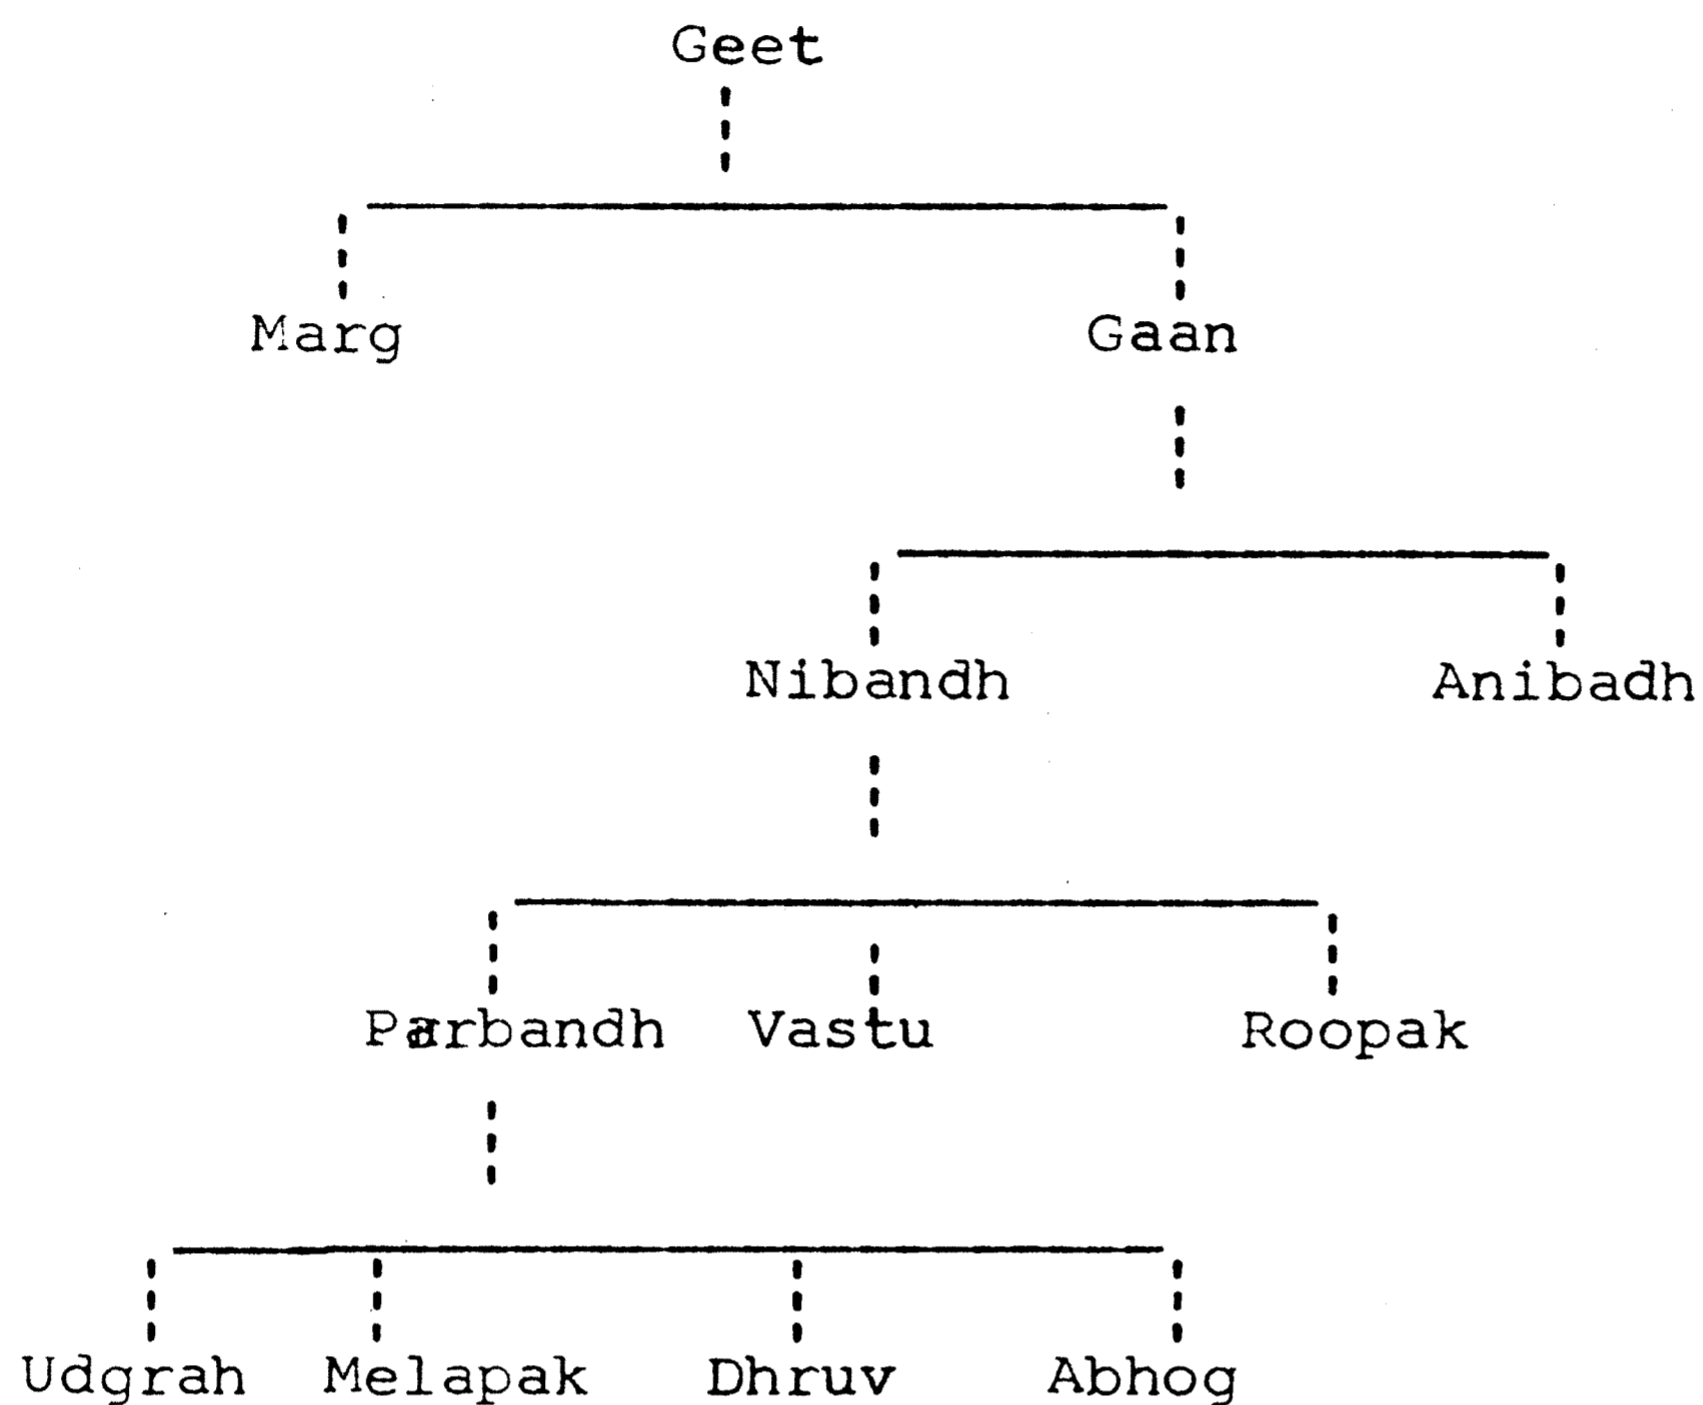 Geet
Marg Gaan
Nibandh Anibadh
Parbandh Vastu Roopak
Udgrah Melapak Dhruv Abhog